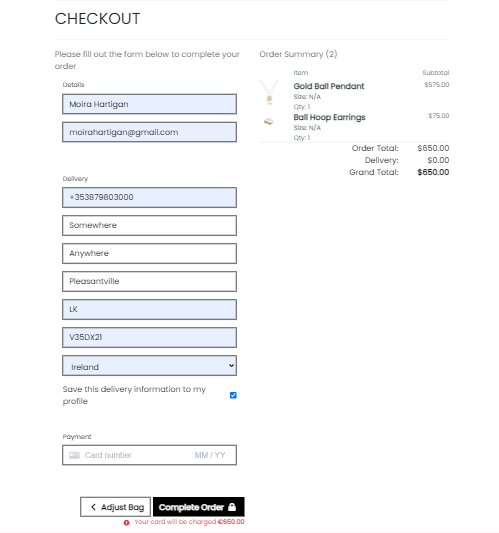 CHECKOUT
Please fill out the form below to complete your
order
Details
Moira Hartigan
moirahartigan@gmail.com
Delivery
+353879803000
Somewhere
Anywhere
Pleasantville
LK
V35DX21
Ireland
Save this delivery information to my
profile
Payment
Card number MM / YY
Adjust Bag Complete Order
Your card will be charged €650.00
Order Summary (2)
Item Subtotal
Gold Ball Pendant $575.00
Size: N/A
Qty: 1
Ball Hoop Earrings $75.00
Size: N/A
Qty: 1
Order Total: $650.00
Delivery: $0.00
Grand Total: $650.00